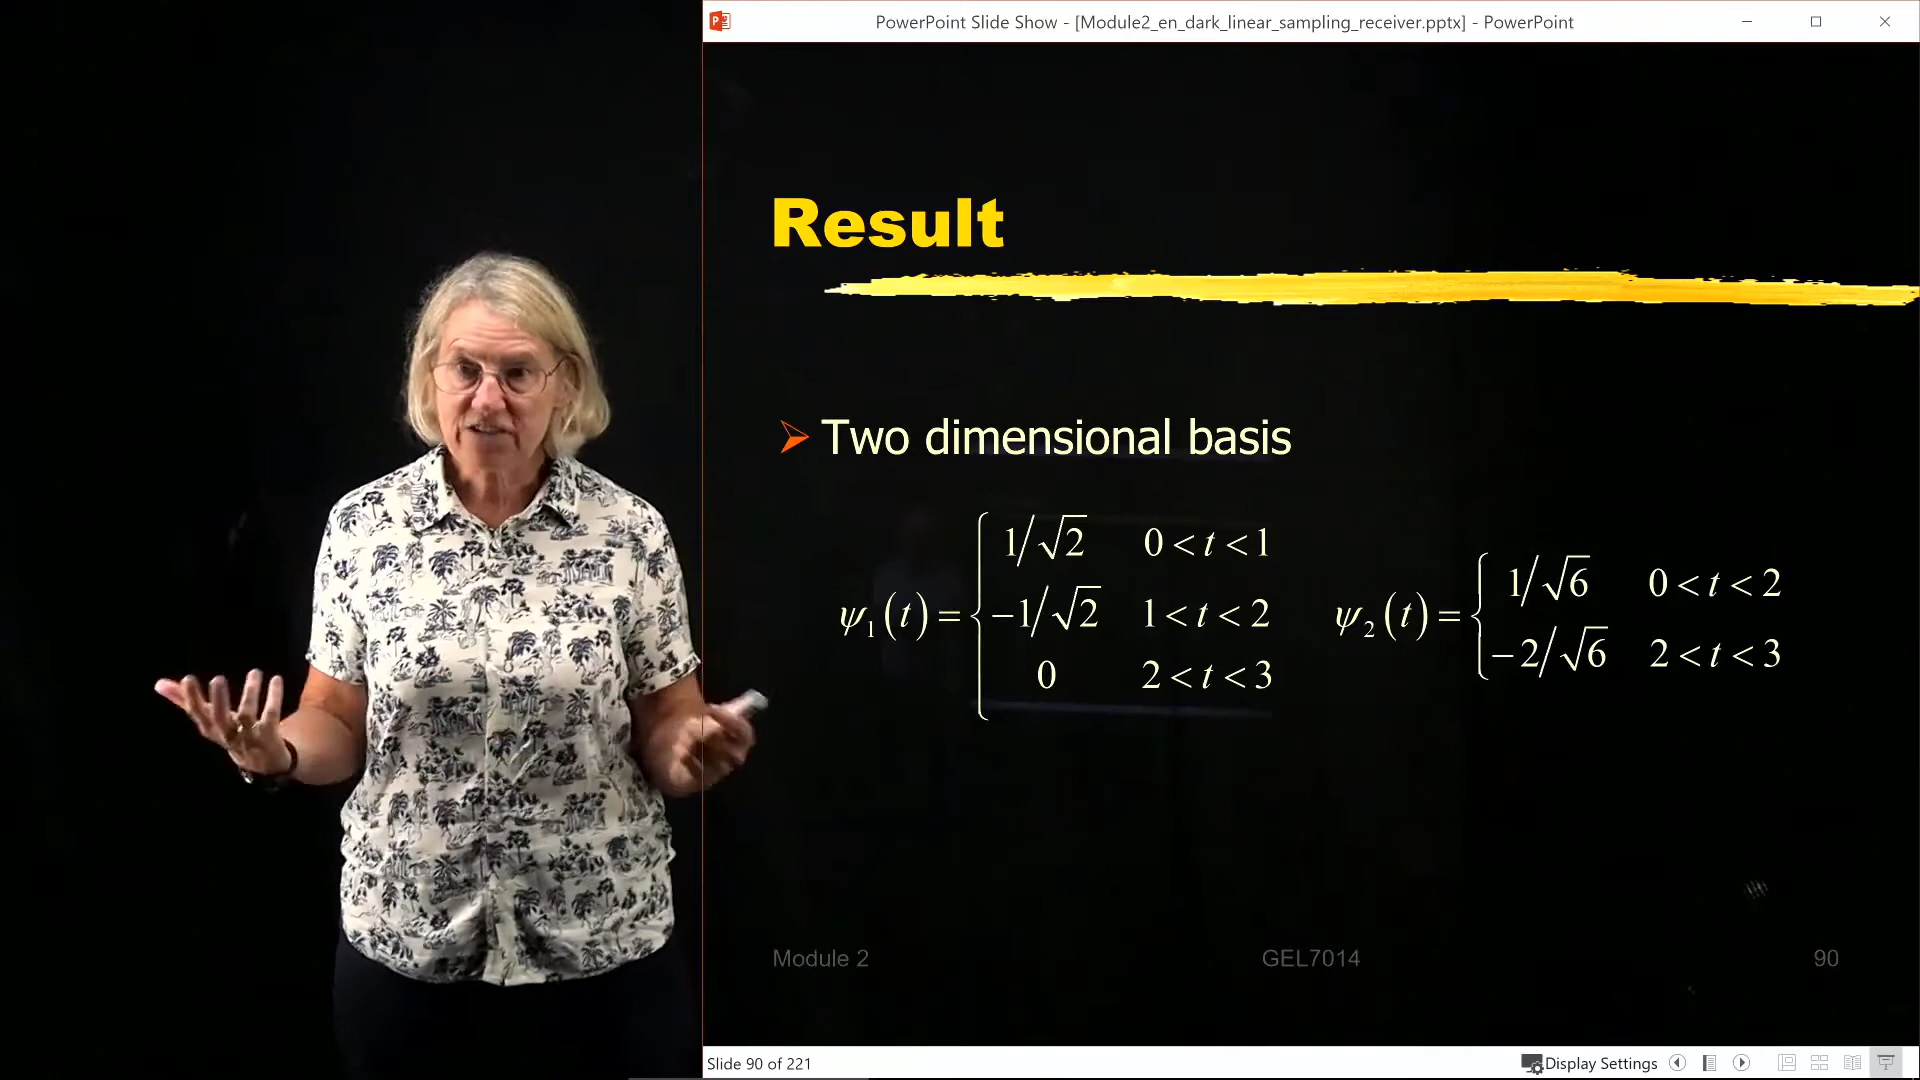 PowerPoint Slide Show - [Module2_en_dark_linear_sampling_receiver.pptx] - PowerPoint
Result
Two dimensional basis
ψ₁(t) = { 1/√2 0 < t < 1
−1/√2 1 < t < 2
0 2 < t < 3
ψ₂(t) = { 1/√6 0 < t < 2
−2/√6 2 < t < 3
Module 2 GEL7014 90
Slide 90 of 221 Display Settings